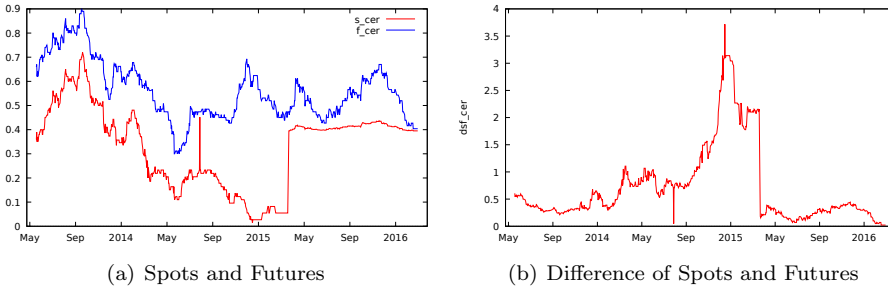 0.9
0.8
0.7
0.6
0.5
0.4
0.3
0.2
0.1
0
s_cer
f_cer
May Sep 2014 May Sep 2015 May Sep 2016
(a) Spots and Futures
4
3.5
3
2.5
2
1.5
1
0.5
0
dsf_cer
May Sep 2014 May Sep 2015 May Sep 2016
(b) Difference of Spots and Futures